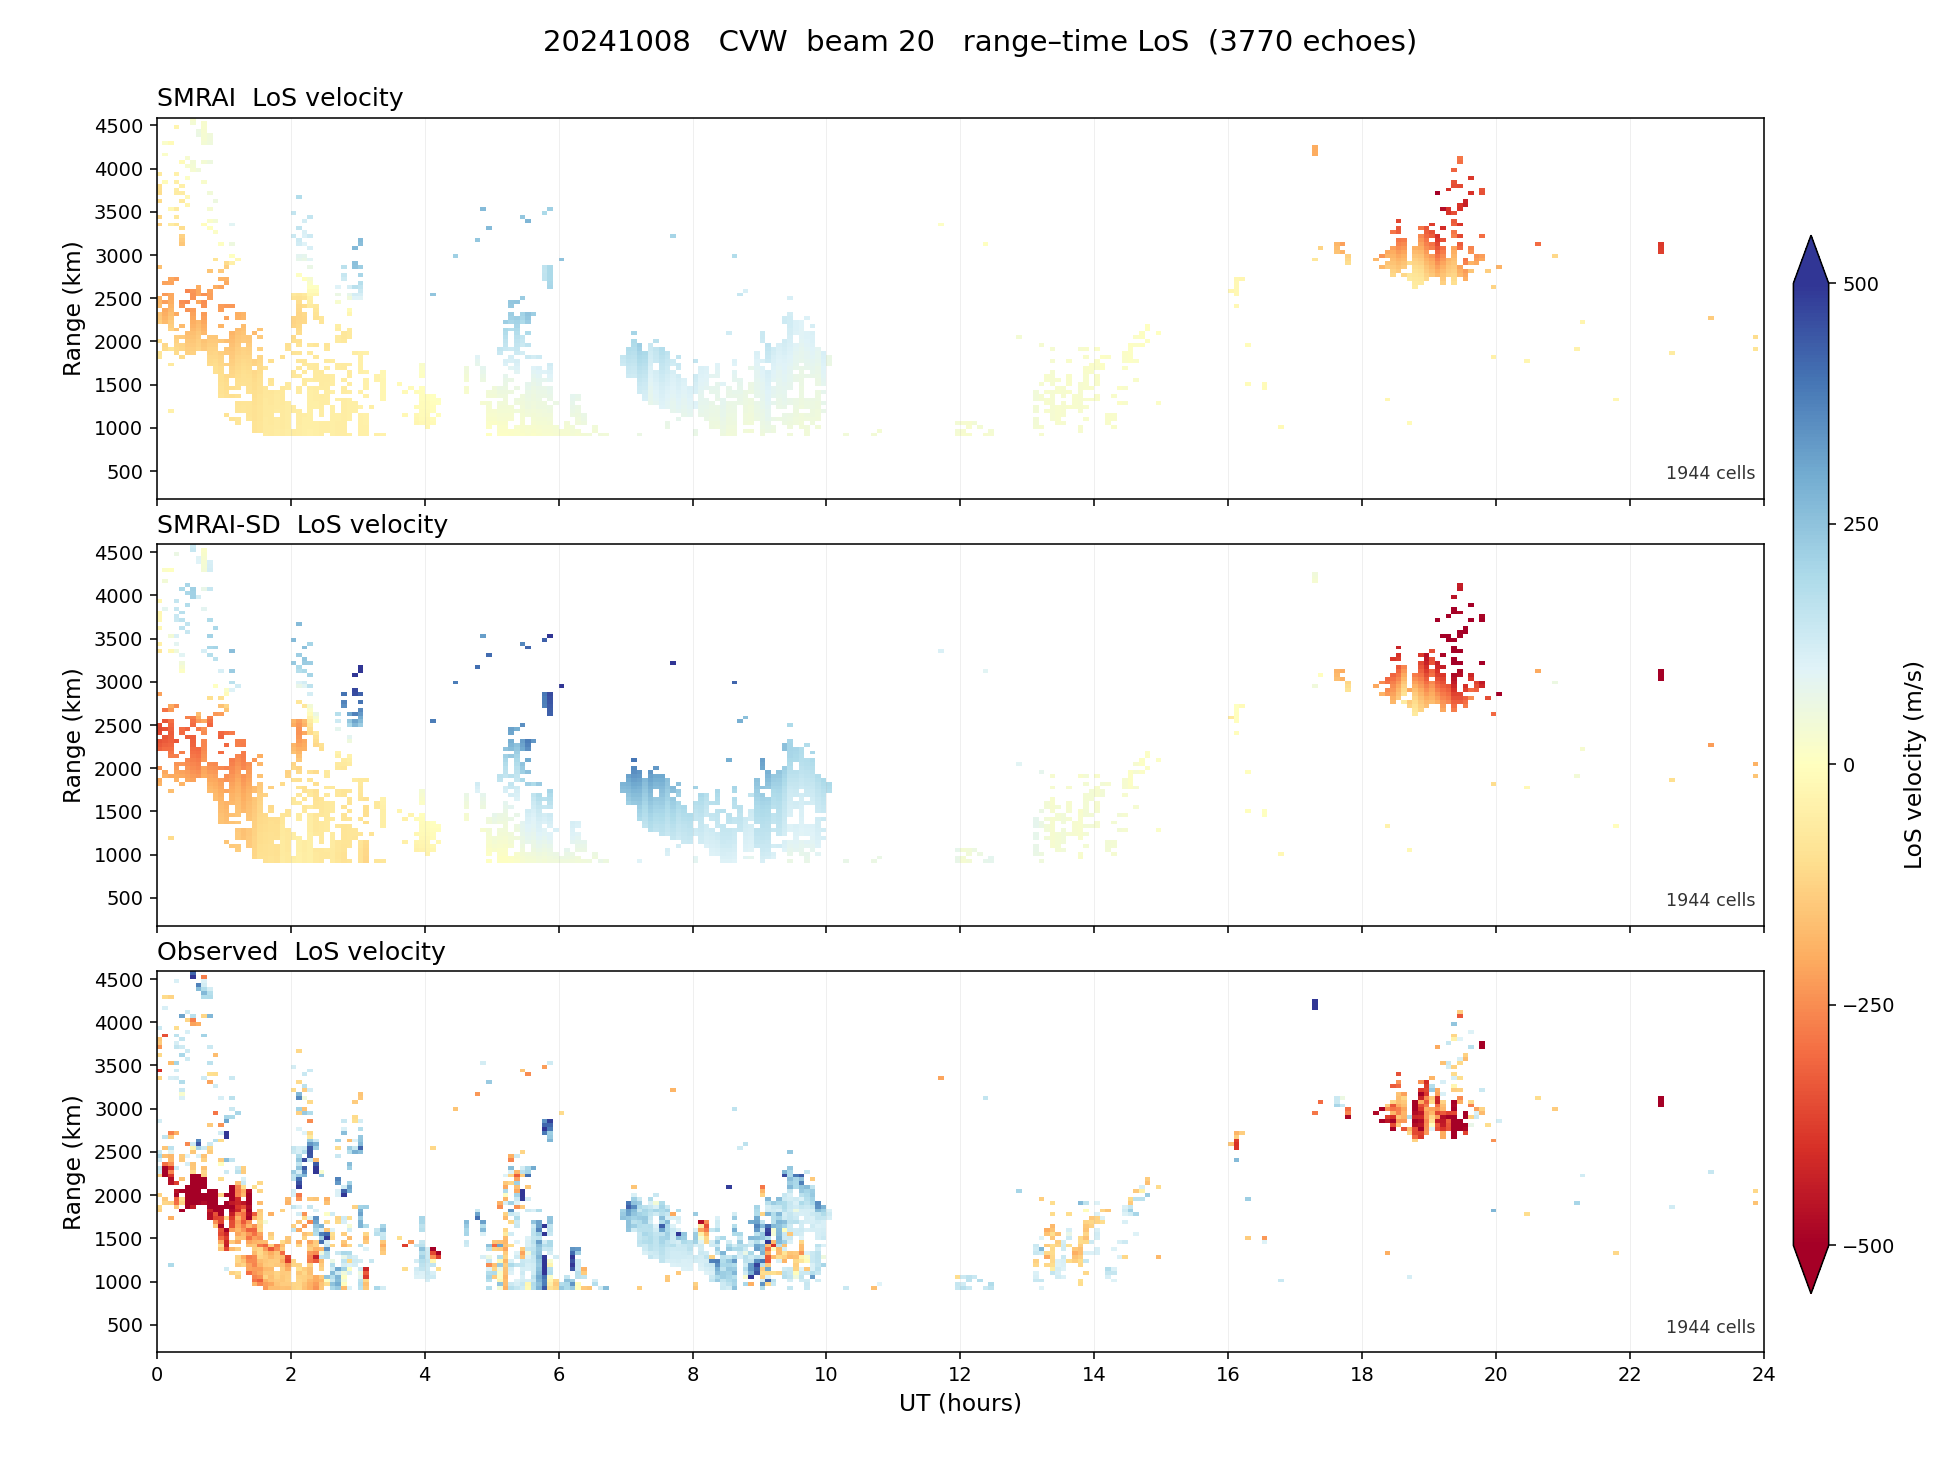 20241008   CVW  beam 20   range–time LoS  (3770 echoes)
SMRAI  LoS velocity
4500
4000
3500
3000
2500
2000
1500
1000
500
Range (km)
1944 cells
SMRAI-SD  LoS velocity
4500
4000
3500
3000
2500
2000
1500
1000
500
Range (km)
1944 cells
Observed  LoS velocity
4500
4000
3500
3000
2500
2000
1500
1000
500
Range (km)
1944 cells
0 2 4 6 8 10 12 14 16 18 20 22 24
UT (hours)
500
250
0
−250
−500
LoS velocity (m/s)